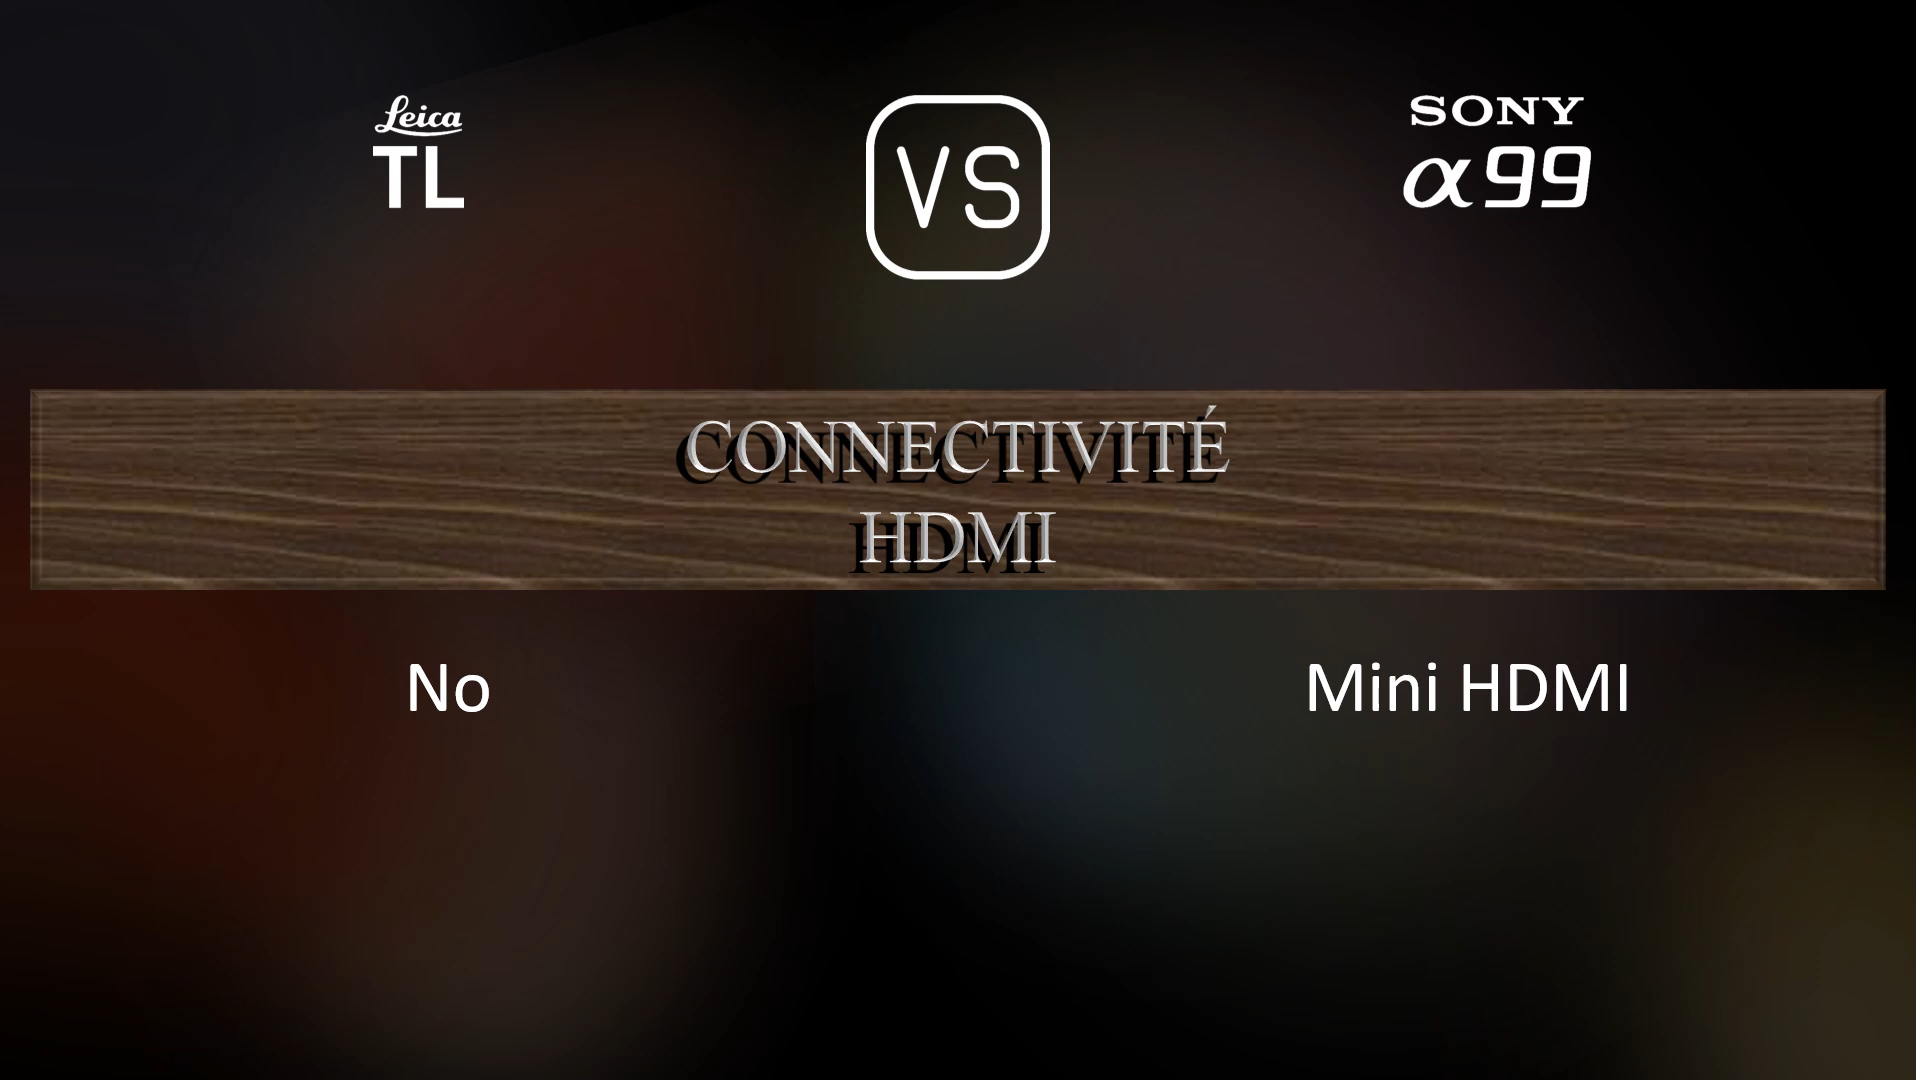 Leica
TL
VS
SONY
α99
CONNECTIVITÉ
HDMI
No
Mini HDMI